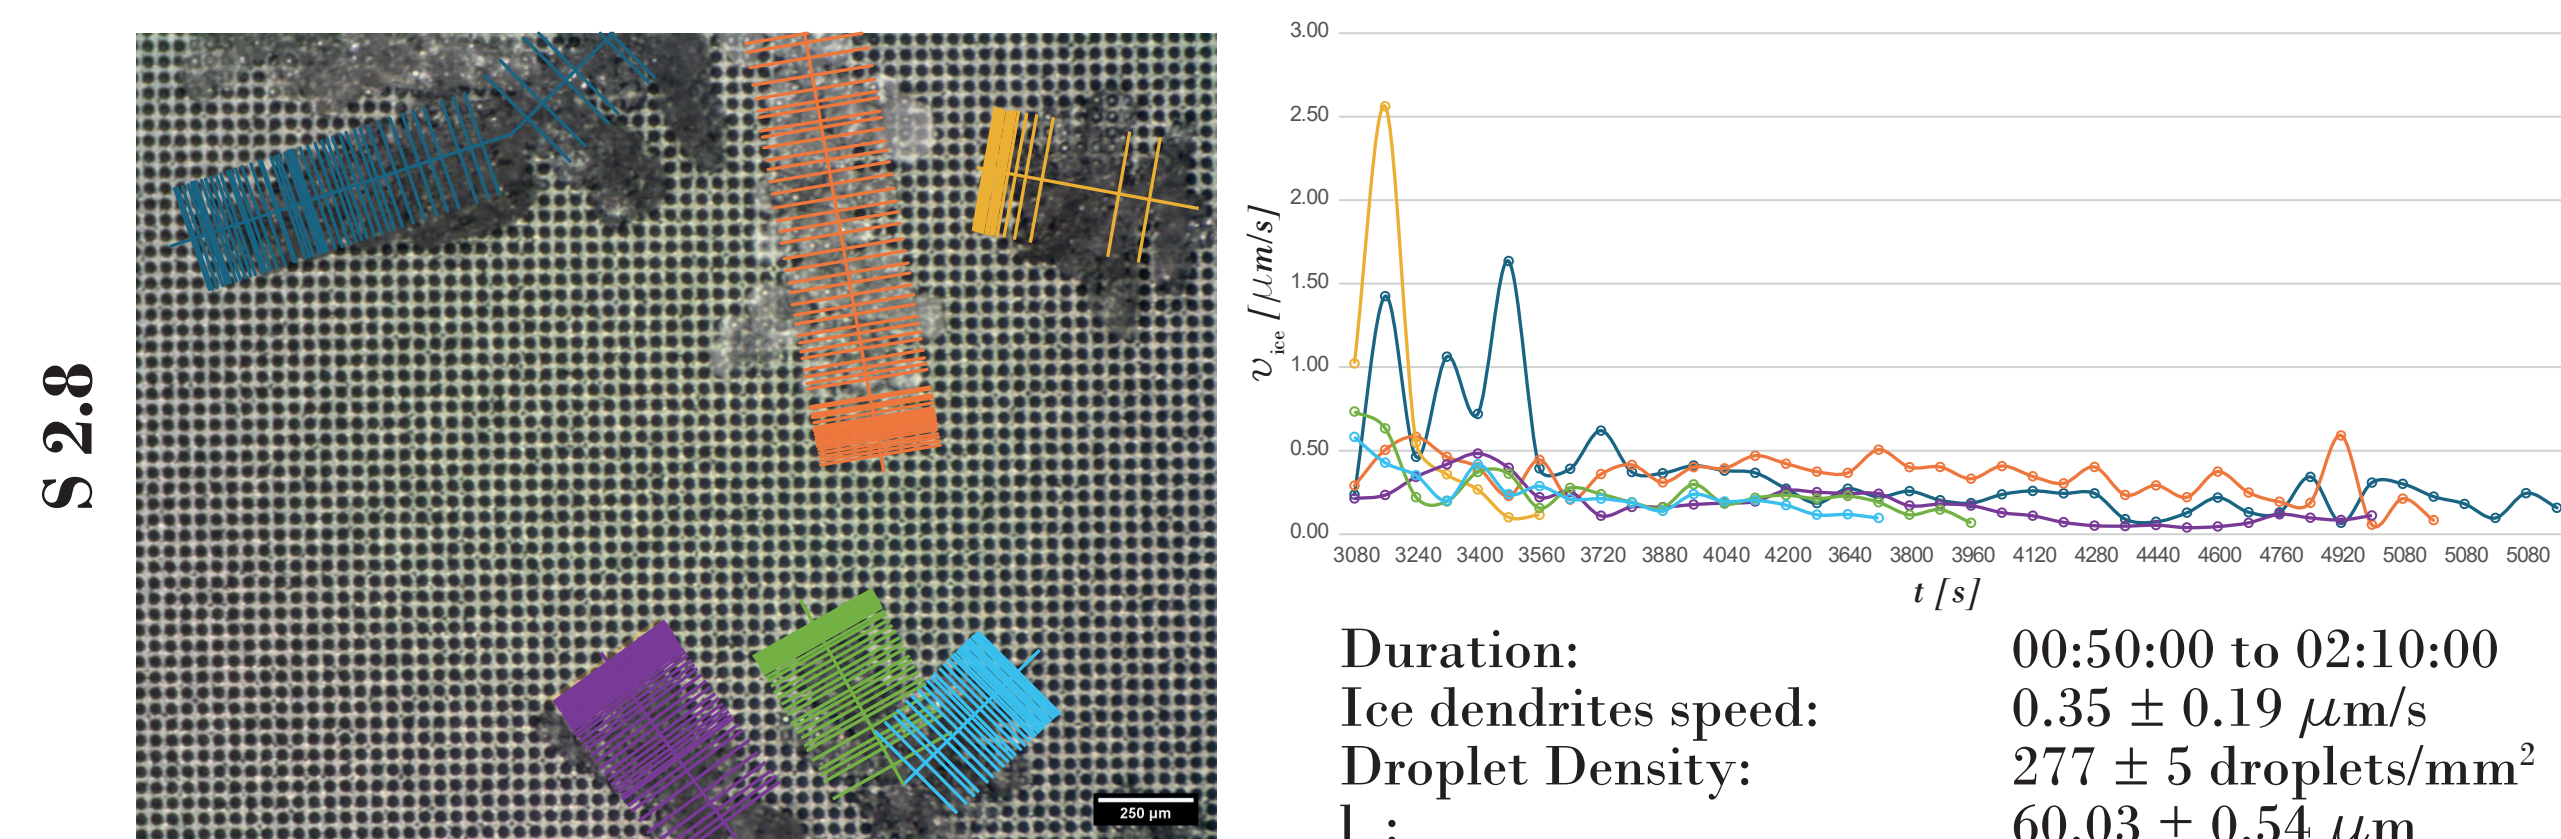 S 2.8
250 μm
3.00
2.50
2.00
1.50
1.00
0.50
0.00
υ ice [μm/s]
3080 3240 3400 3560 3720 3880 4040 4200 3640 3800 3960 4120 4280 4440 4600 4760 4920 5080 5080 5080
t [s]
Duration: 00:50:00 to 02:10:00
Ice dendrites speed: 0.35 ± 0.19 μm/s
Droplet Density: 277 ± 5 droplets/mm²
60.03 ± 0.54 μm